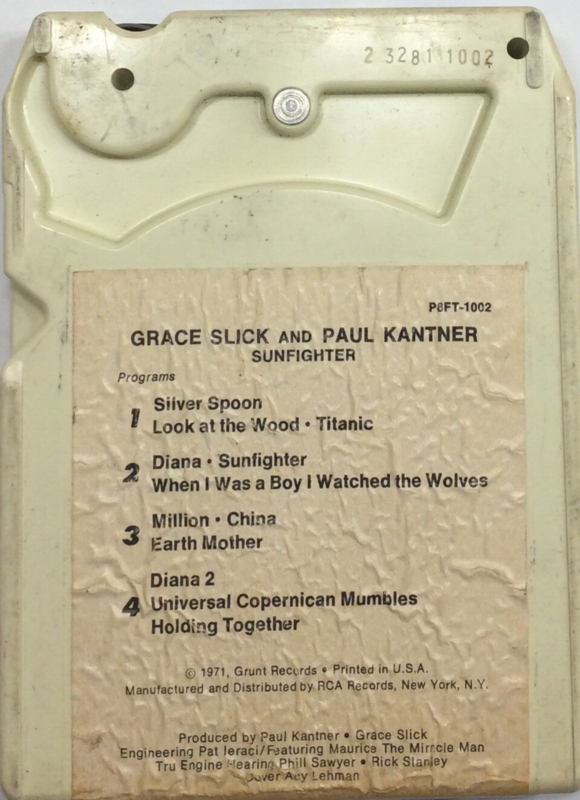 2 3281 1002
P8FT-1002
GRACE SLICK AND PAUL KANTNER
SUNFIGHTER
Programs
1 Silver Spoon
Look at the Wood • Titanic
2 Diana • Sunfighter
When I Was a Boy I Watched the Wolves
3 Million • China
Earth Mother
Diana 2
4 Universal Copernican Mumbles
Holding Together
© 1971, Grunt Records • Printed in U.S.A.
Manufactured and Distributed by RCA Records, New York, N.Y.
Produced by Paul Kantner • Grace Slick
Engineering Pat Ieraci/Featuring Maurice The Miracle Man
Tru Engine Hearing Phill Sawyer • Rick Stanley
Cover Lehman